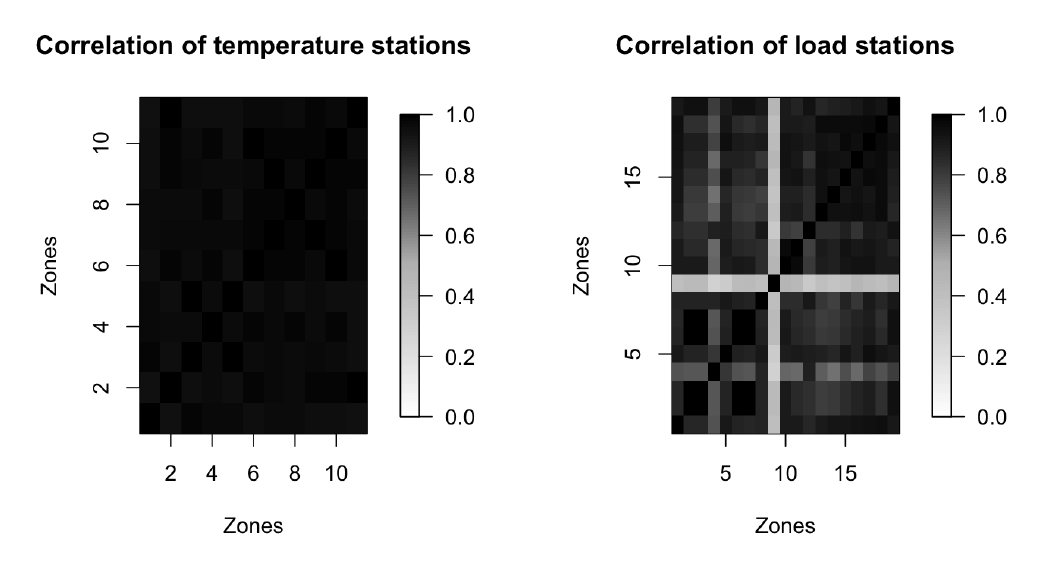 Correlation of temperature stations
Zones
10
8
6
4
2
2 4 6 8 10
Zones
1.0
0.8
0.6
0.4
0.2
0.0
Correlation of load stations
Zones
15
10
5
5 10 15
Zones
1.0
0.8
0.6
0.4
0.2
0.0